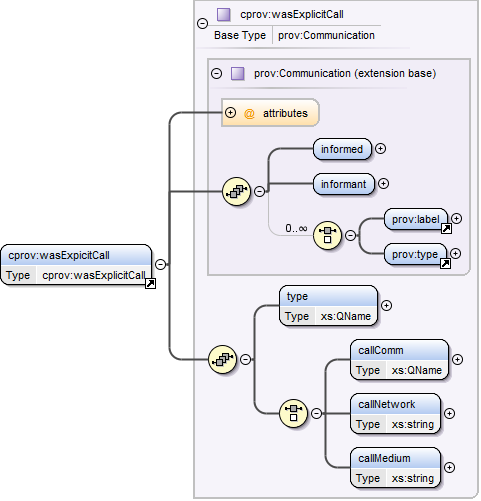 cprov:wasExplicitCall
Base Type prov:Communication
prov:Communication (extension base)
@ attributes
informed
informant
0..∞
prov:label
prov:type
cprov:wasExpicitCall
Type cprov:wasExplicitCall
type
Type xs:QName
callComm
Type xs:QName
callNetwork
Type xs:string
callMedium
Type xs:string